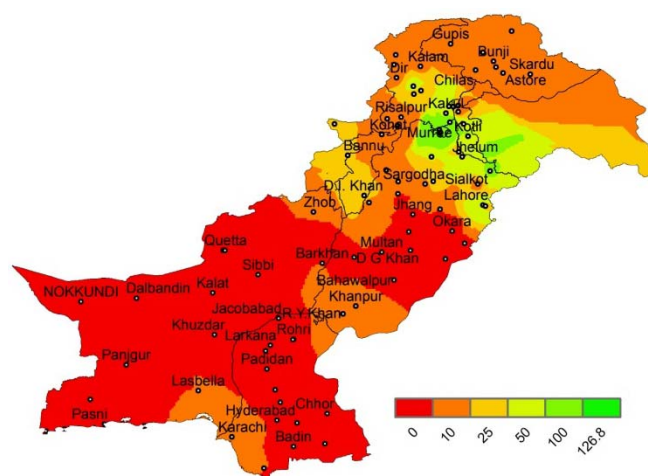 Gupis
Kalam
Bunji
Dir
Skardu
Chilas
Astore
Risalpur
Kakul
Kohat
Murree
Kotli
Bannu
Jhelum
Sargodha
Sialkot
D.I. Khan
Lahore
Zhob
Jhang
Okara
Quetta
Multan
Barkhan
D G Khan
Sibbi
Bahawalpur
NOKKUNDI
Dalbandin
Kalat
Khanpur
Jacobabad
R.Y.Khan
Khuzdar
Larkana
Rohri
Panjgur
Padidan
Lasbella
Pasni
Hyderabad
Chhor
Karachi
Badin
0
10
25
50
100
126.8